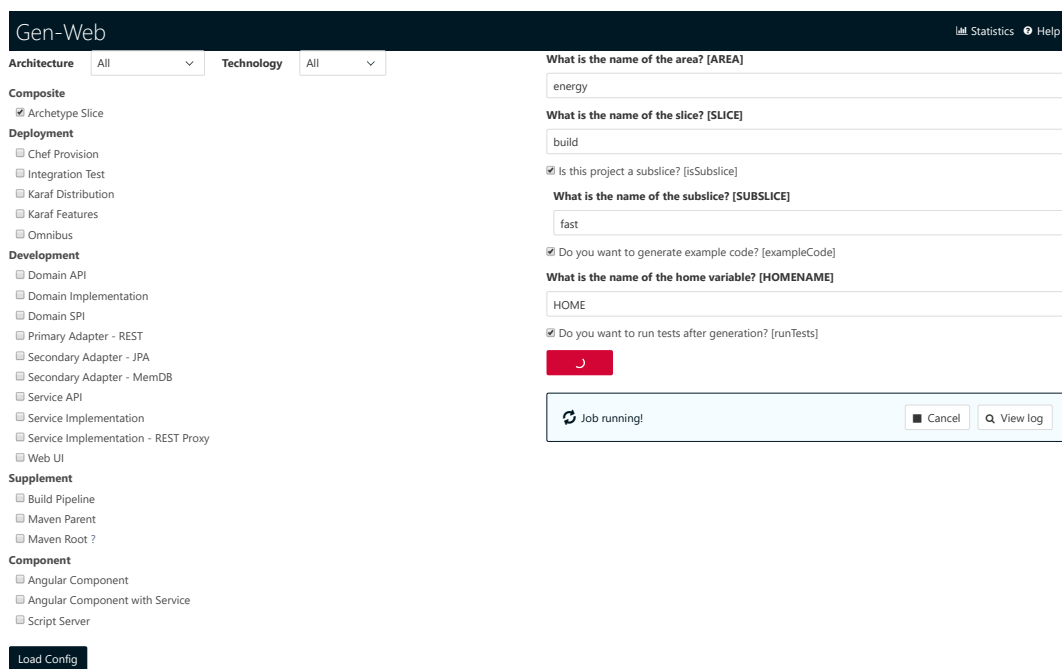 Gen-Web
Statistics Help
Architecture All Technology All
Composite
Archetype Slice
Deployment
Chef Provision
Integration Test
Karaf Distribution
Karaf Features
Omnibus
Development
Domain API
Domain Implementation
Domain SPI
Primary Adapter - REST
Secondary Adapter - JPA
Secondary Adapter - MemDB
Service API
Service Implementation
Service Implementation - REST Proxy
Web UI
Supplement
Build Pipeline
Maven Parent
Maven Root ?
Component
Angular Component
Angular Component with Service
Script Server
Load Config
What is the name of the area? [AREA]
energy
What is the name of the slice? [SLICE]
build
Is this project a subslice? [isSubslice]
What is the name of the subslice? [SUBSLICE]
fast
Do you want to generate example code? [exampleCode]
What is the name of the home variable? [HOMENAME]
HOME
Do you want to run tests after generation? [runTests]
Job running!
Cancel View log